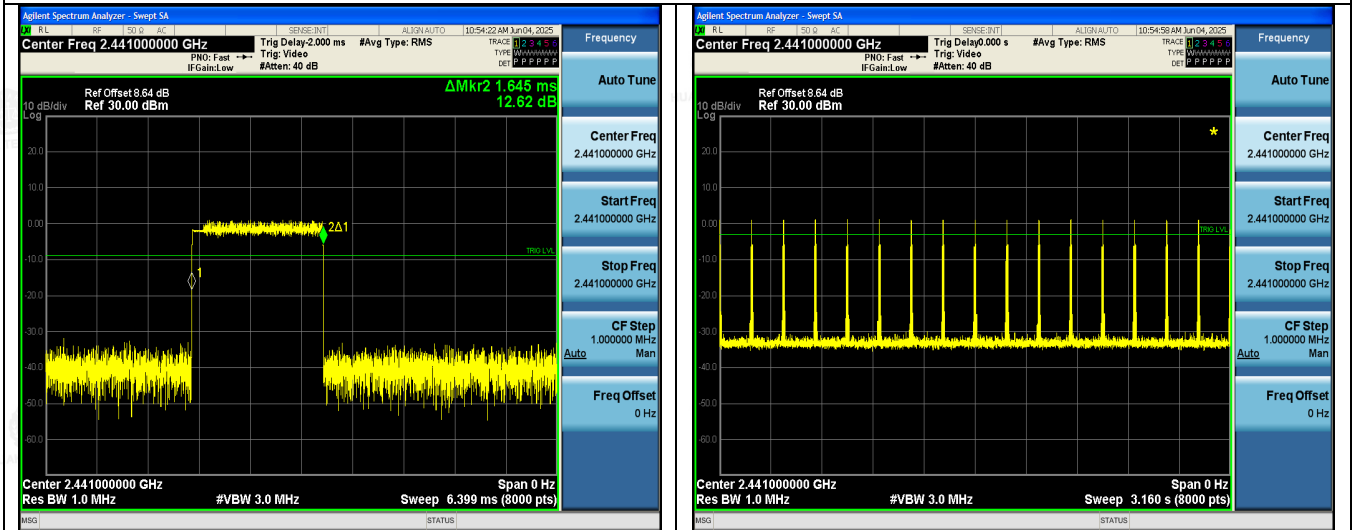 Agilent Spectrum Analyzer - Swept SA
RL RF 50 Ω AC SENSE:INT ALIGN AUTO 10:54:22 AM Jun 04, 2025
Center Freq 2.441000000 GHz
PNO: Fast
IFGain:Low
Trig Delay-2.000 ms
Trig: Video
#Atten: 40 dB
#Avg Type: RMS
TRACE 1 2 3 4 5 6
TYPE WWWWWW
DET P P P P P P
Ref Offset 8.64 dB
10 dB/div Ref 30.00 dBm
Log
ΔMkr2 1.645 ms
12.62 dB
20.0
10.0
0.00
-10.0
-20.0
-30.0
-40.0
-50.0
-60.0
1
2Δ1
TRIG LVL
Center 2.441000000 GHz Span 0 Hz
Res BW 1.0 MHz #VBW 3.0 MHz Sweep 6.399 ms (8000 pts)
MSG STATUS
Frequency
Auto Tune
Center Freq
2.441000000 GHz
Start Freq
2.441000000 GHz
Stop Freq
2.441000000 GHz
CF Step
1.000000 MHz
Auto Man
Freq Offset
0 Hz
Agilent Spectrum Analyzer - Swept SA
RL RF 50 Ω AC SENSE:INT ALIGN AUTO 10:54:58 AM Jun 04, 2025
Center Freq 2.441000000 GHz
PNO: Fast
IFGain:Low
Trig Delay0.000 s
Trig: Video
#Atten: 40 dB
#Avg Type: RMS
TRACE 1 2 3 4 5 6
TYPE WWWWWW
DET P P P P P P
Ref Offset 8.64 dB
10 dB/div Ref 30.00 dBm
Log
*
20.0
10.0
0.00
-10.0
-20.0
-30.0
-40.0
-50.0
-60.0
TRIG LVL
Center 2.441000000 GHz Span 0 Hz
Res BW 1.0 MHz #VBW 3.0 MHz Sweep 3.160 s (8000 pts)
MSG STATUS
Frequency
Auto Tune
Center Freq
2.441000000 GHz
Start Freq
2.441000000 GHz
Stop Freq
2.441000000 GHz
CF Step
1.000000 MHz
Auto Man
Freq Offset
0 Hz